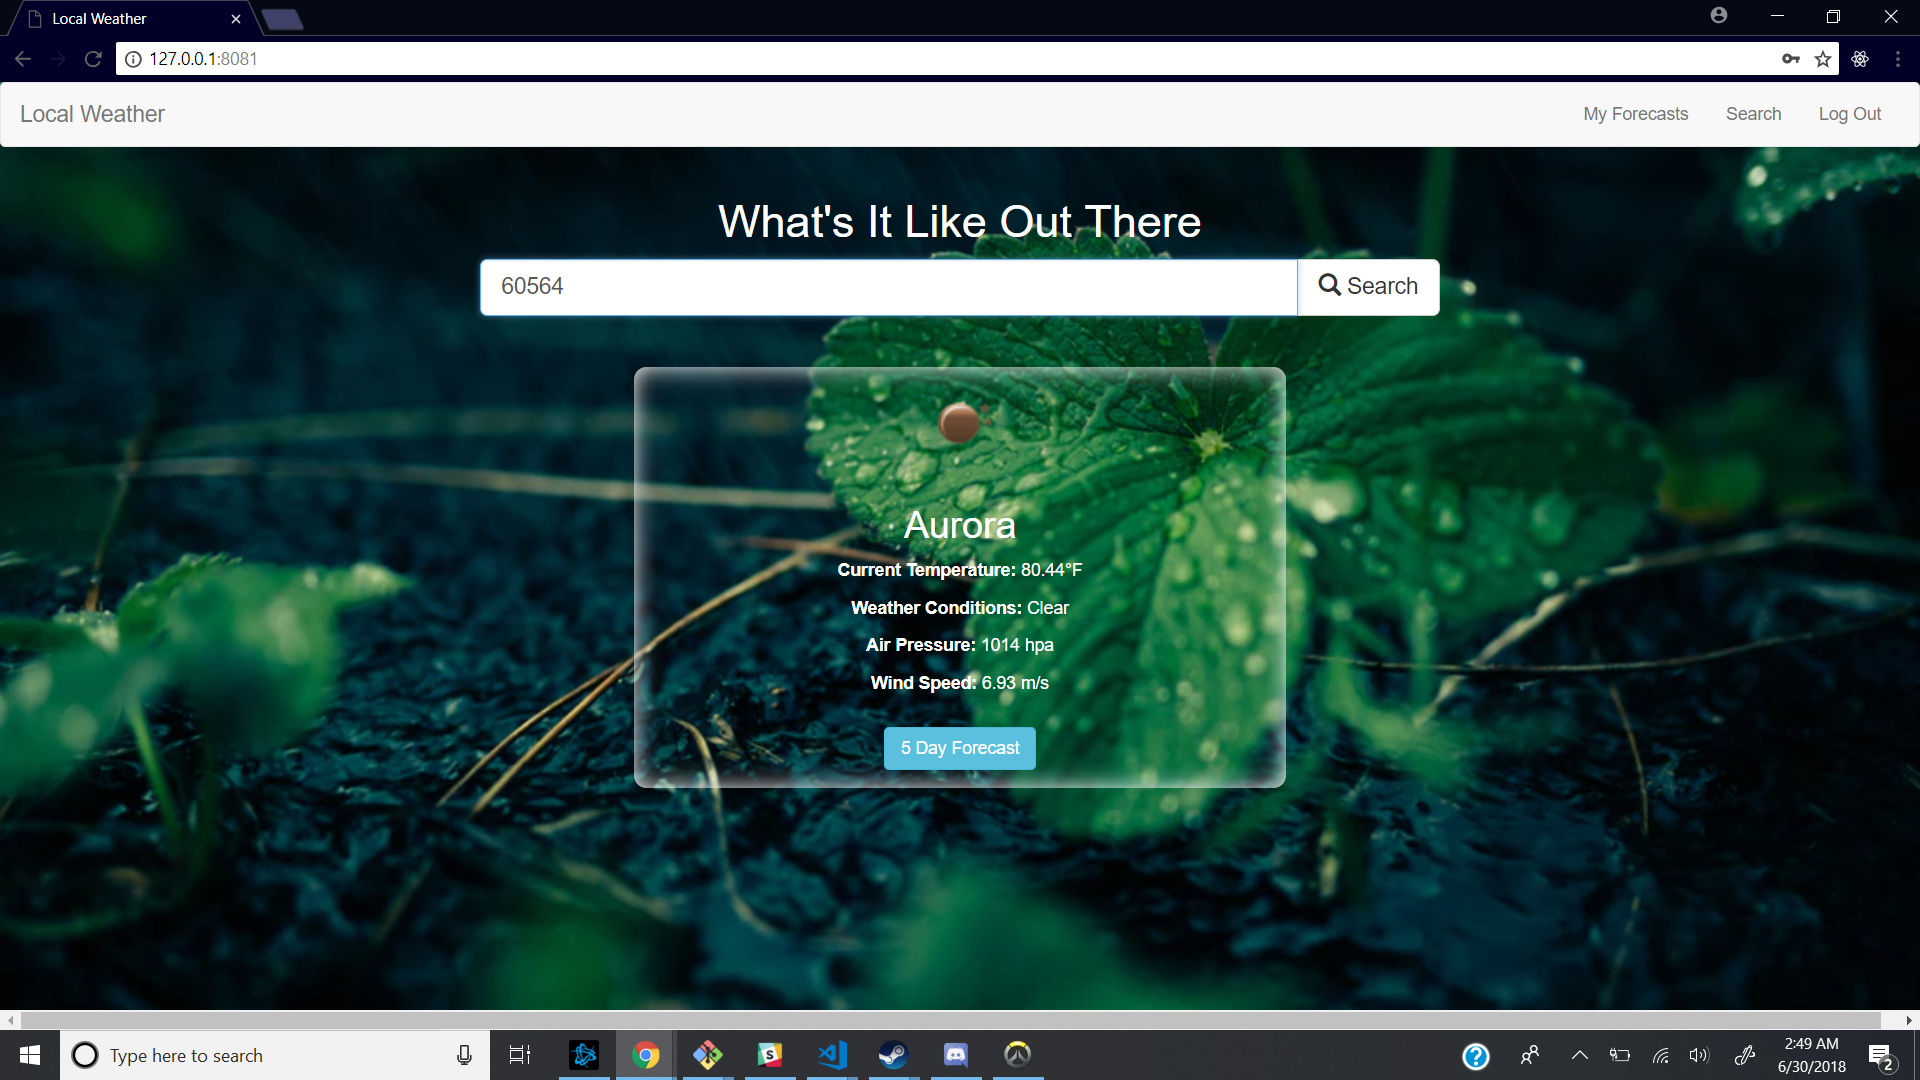 Local Weather
127.0.0.1:8081
Local Weather
My Forecasts
Search
Log Out
What's It Like Out There
60564
Search
Aurora
Current Temperature: 80.44°F
Weather Conditions: Clear
Air Pressure: 1014 hpa
Wind Speed: 6.93 m/s
5 Day Forecast
Type here to search
S
?
2:49 AM
6/30/2018
2